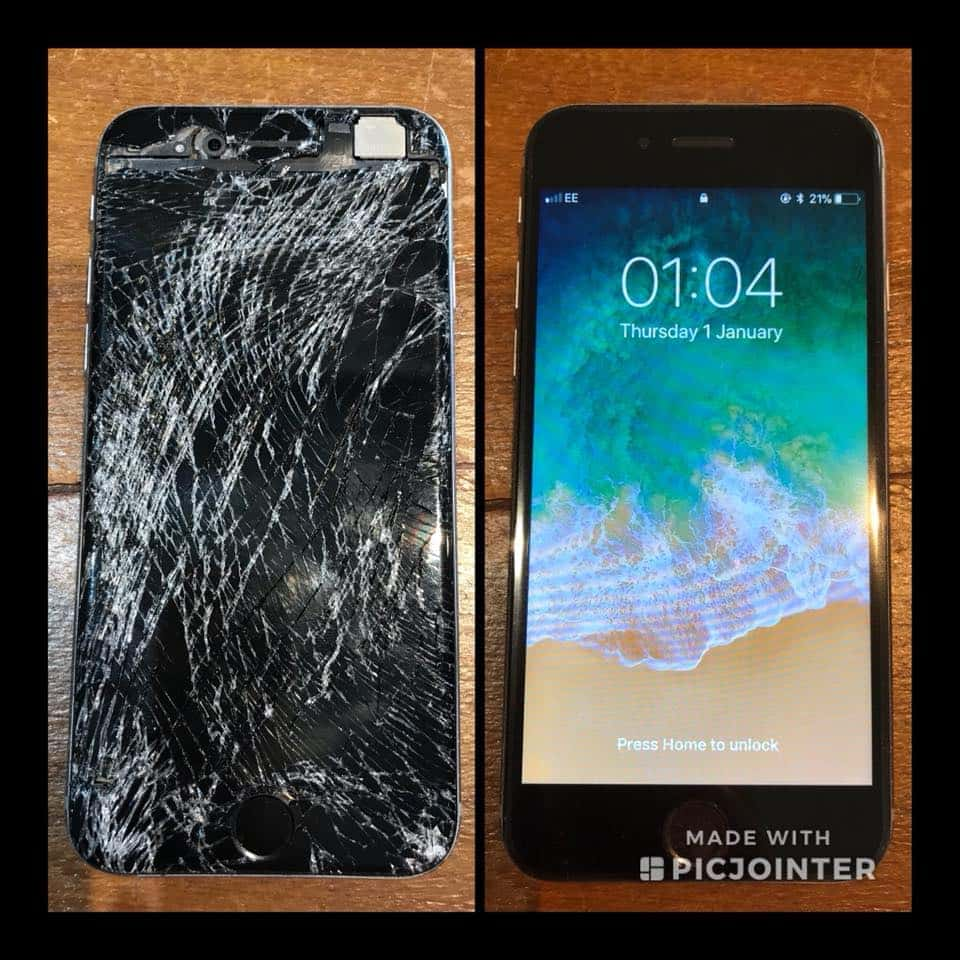 EE 21%
01:04
Thursday 1 January
Press Home to unlock
MADE WITH
PICJOINTER